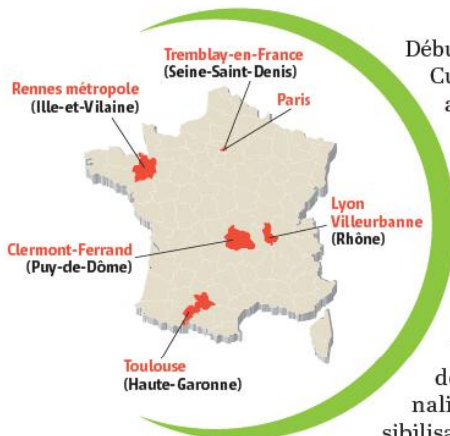 Tremblay-en-France
(Seine-Saint-Denis)
Paris
Rennes métropole
(Ille-et-Vilaine)
Lyon
Villeurbanne
(Rhône)
Clermont-Ferrand
(Puy-de-Dôme)
Toulouse
(Haute-Garonne)
Débu
Cu
a
de
nali
sibilisa